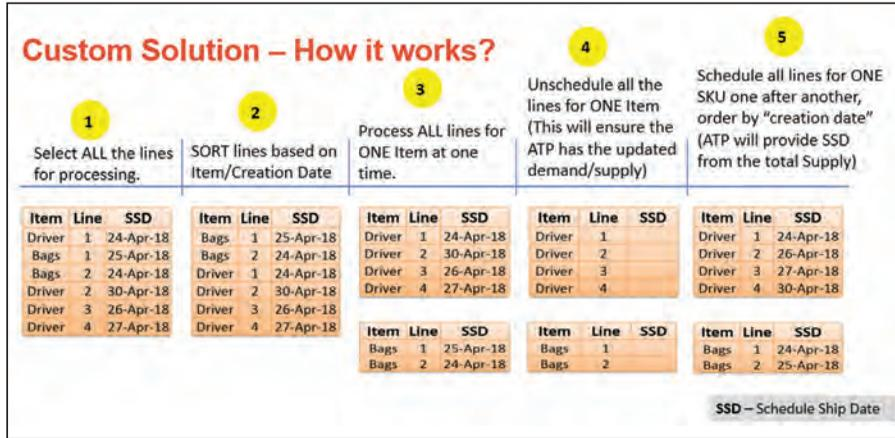 Custom Solution – How it works?
1
Select ALL the lines
for processing.
Item Line SSD
Driver 1 24-Apr-18
Bags 1 25-Apr-18
Bags 2 24-Apr-18
Driver 2 30-Apr-18
Driver 3 26-Apr-18
Driver 4 27-Apr-18
2
SORT lines based on
Item/Creation Date
Item Line SSD
Bags 1 25-Apr-18
Bags 2 24-Apr-18
Driver 1 24-Apr-18
Driver 2 30-Apr-18
Driver 3 26-Apr-18
Driver 4 27-Apr-18
3
Process ALL lines for
ONE Item at one
time.
Item Line SSD
Driver 1 24-Apr-18
Driver 2 30-Apr-18
Driver 3 26-Apr-18
Driver 4 27-Apr-18
Item Line SSD
Bags 1 25-Apr-18
Bags 2 24-Apr-18
4
Unschedule all the
lines for ONE Item
(This will ensure the
ATP has the updated
demand/supply)
Item Line SSD
Driver 1
Driver 2
Driver 3
Driver 4
Item Line SSD
Bags 1
Bags 2
5
Schedule all lines for ONE
SKU one after another,
order by “creation date”
(ATP will provide SSD
from the total Supply)
Item Line SSD
Driver 1 24-Apr-18
Driver 2 26-Apr-18
Driver 3 27-Apr-18
Driver 4 30-Apr-18
Item Line SSD
Bags 1 24-Apr-18
Bags 2 25-Apr-18
SSD – Schedule Ship Date